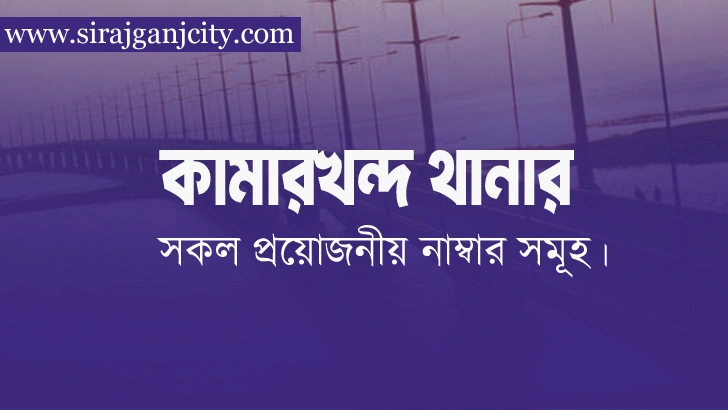 www.sirajganjcity.com
কামারখন্দ থানার
সকল প্রয়োজনীয় নাম্বার সমূহ।